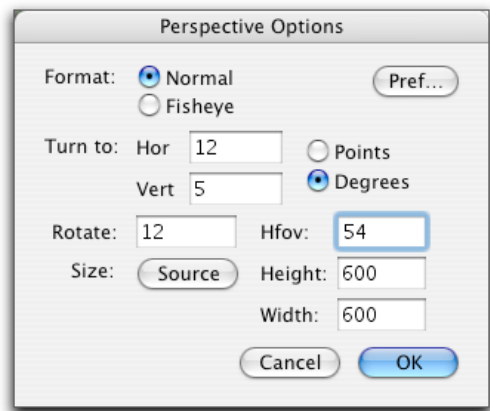 Perspective Options
Format: Normal Pref...
Fisheye
Turn to: Hor 12 Points
Vert 5 Degrees
Rotate: 12 Hfov: 54
Size: Source Height: 600
Width: 600
Cancel OK